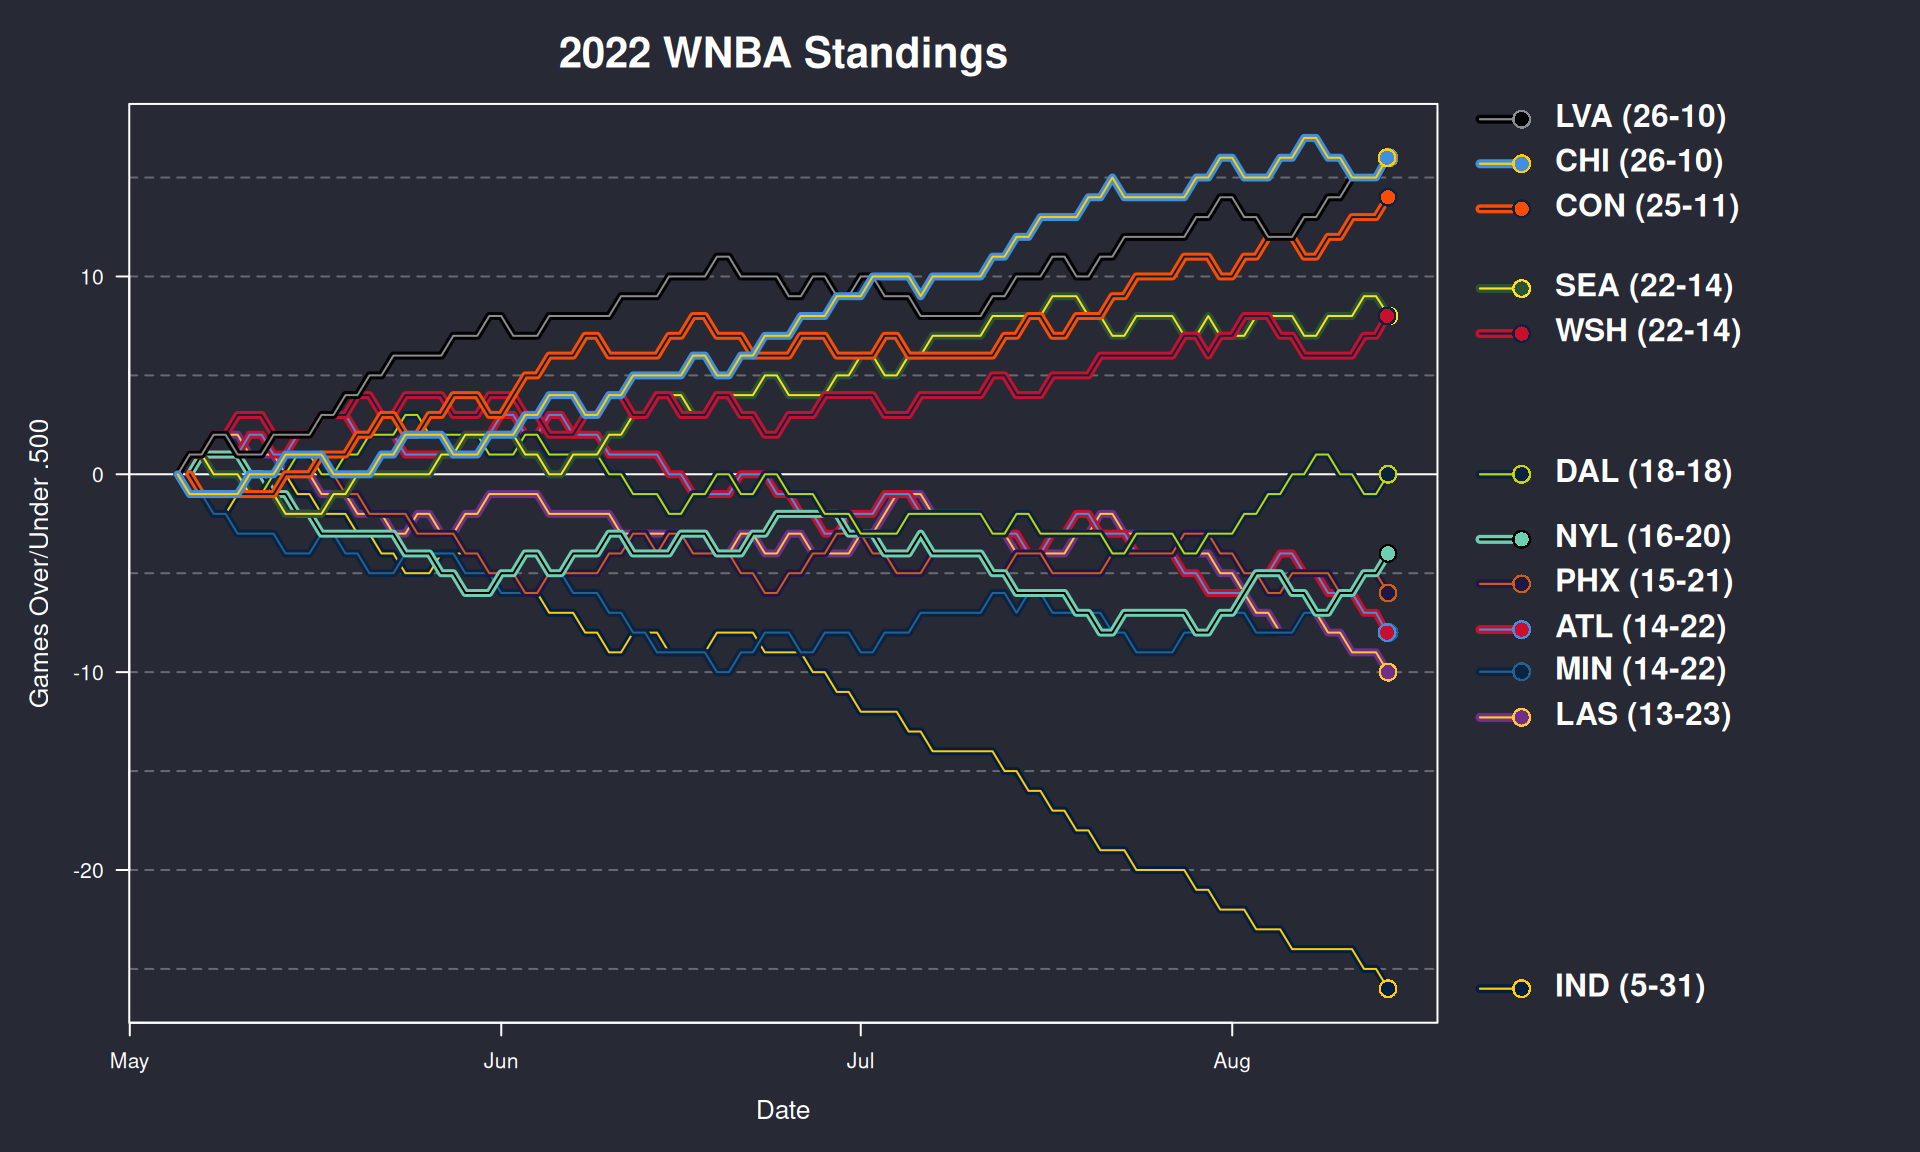 2022 WNBA Standings
LVA (26-10)
CHI (26-10)
CON (25-11)
SEA (22-14)
WSH (22-14)
DAL (18-18)
NYL (16-20)
PHX (15-21)
ATL (14-22)
MIN (14-22)
LAS (13-23)
IND (5-31)
Games Over/Under .500
10
0
-10
-20
May
Jun
Jul
Aug
Date